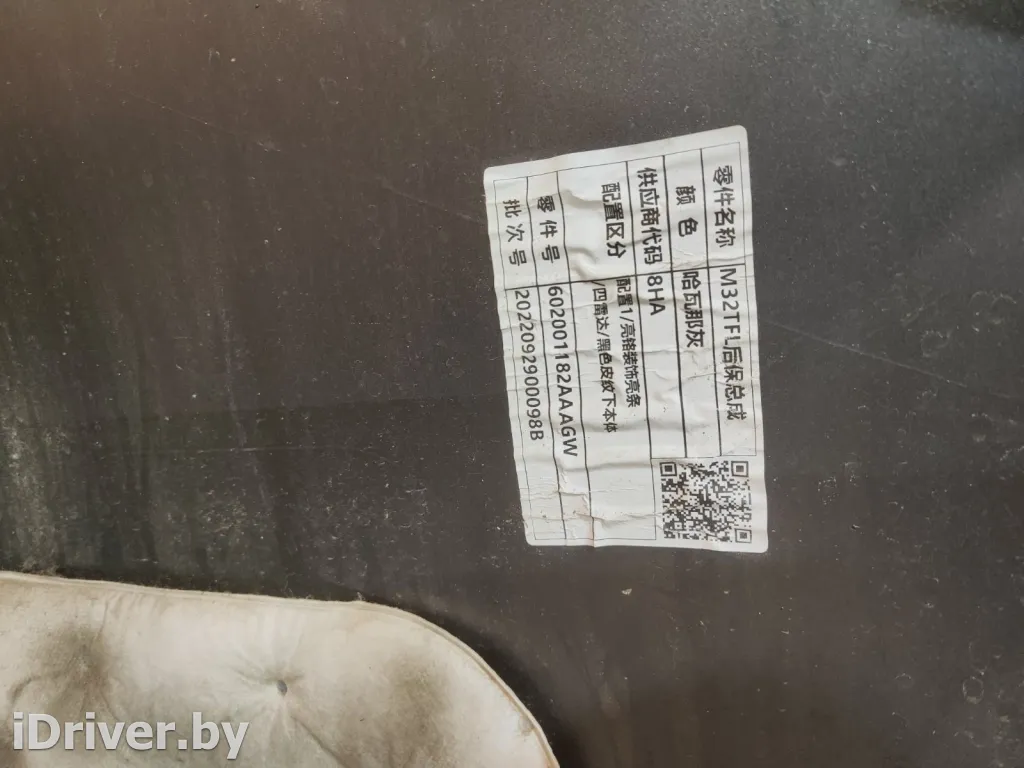 零件名称 M32TFL后保总成
颜色 哈瓦那灰
供应商代码 8HA
配置区分 配置1/亮铬装饰亮条
/四雷达/黑色皮纹下本体
零件号 602001182AAAGW
批次号 20220929000098B
iDriver.by